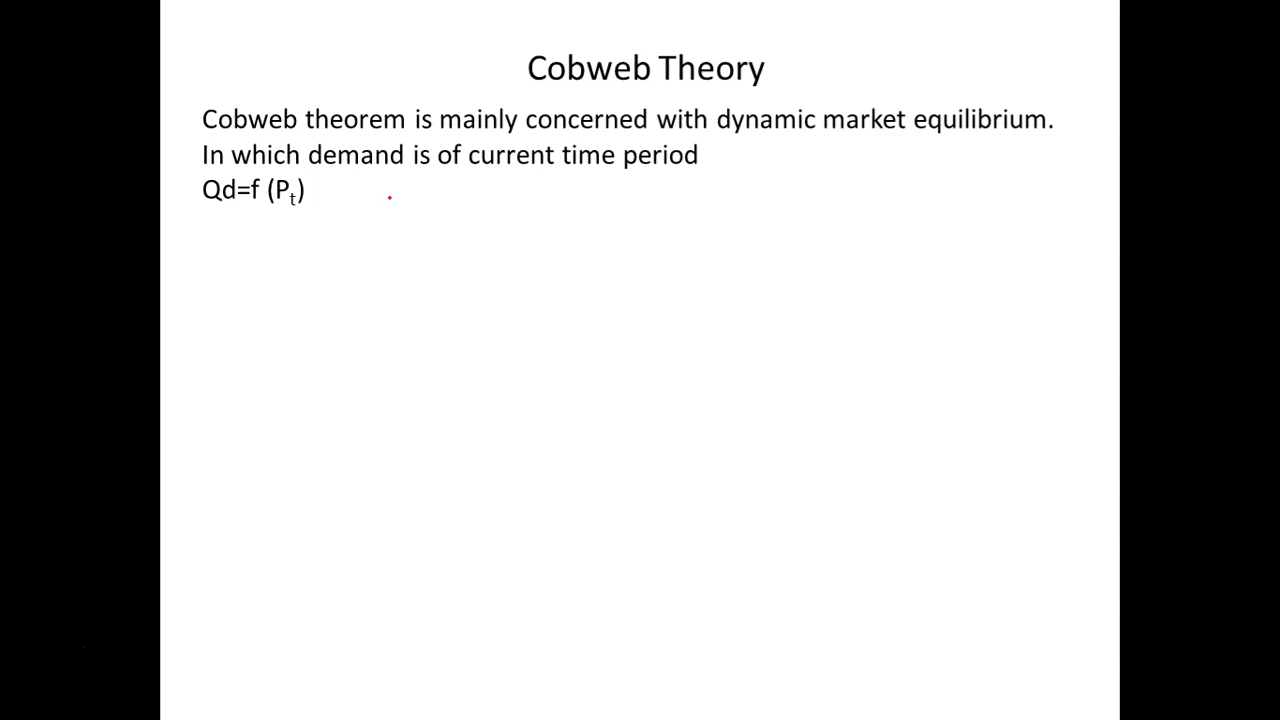 Cobweb Theory
Cobweb theorem is mainly concerned with dynamic market equilibrium.
In which demand is of current time period
Qd=f (Pₜ)